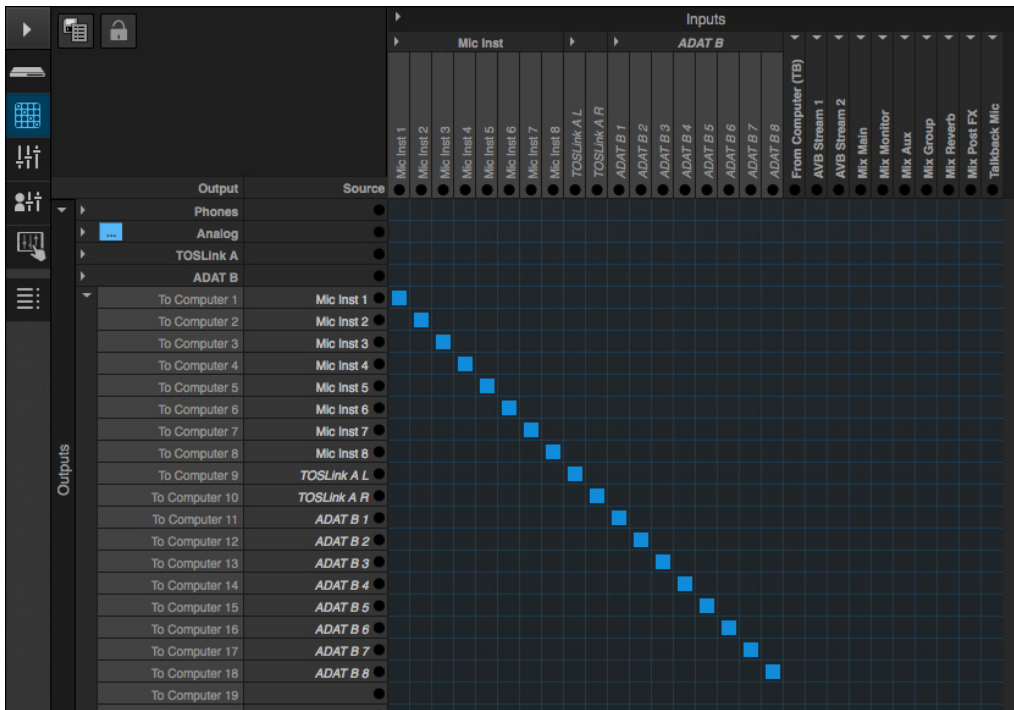 Inputs
Mic Inst
ADAT B
Mic Inst 1
Mic Inst 2
Mic Inst 3
Mic Inst 4
Mic Inst 5
Mic Inst 6
Mic Inst 7
Mic Inst 8
TOSLink A L
TOSLink A R
ADAT B 1
ADAT B 2
ADAT B 3
ADAT B 4
ADAT B 5
ADAT B 6
ADAT B 7
ADAT B 8
From Computer (TB)
AVB Stream 1
AVB Stream 2
Mix Main
Mix Monitor
Mix Aux
Mix Group
Mix Reverb
Mix Post FX
Talkback Mic
Output Source
Outputs
Phones
... Analog
TOSLink A
ADAT B
To Computer 1 Mic Inst 1
To Computer 2 Mic Inst 2
To Computer 3 Mic Inst 3
To Computer 4 Mic Inst 4
To Computer 5 Mic Inst 5
To Computer 6 Mic Inst 6
To Computer 7 Mic Inst 7
To Computer 8 Mic Inst 8
To Computer 9 TOSLink A L
To Computer 10 TOSLink A R
To Computer 11 ADAT B 1
To Computer 12 ADAT B 2
To Computer 13 ADAT B 3
To Computer 14 ADAT B 4
To Computer 15 ADAT B 5
To Computer 16 ADAT B 6
To Computer 17 ADAT B 7
To Computer 18 ADAT B 8
To Computer 19